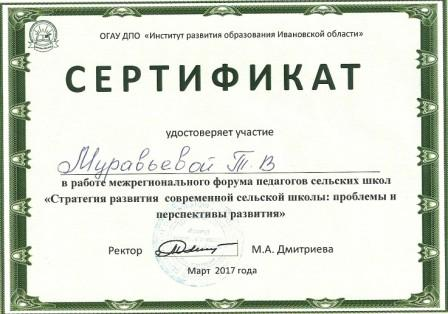 ОГАУ ДПО «Институт развития образования Ивановской области»
СЕРТИФИКАТ
удостоверяет участие
Муравьевой Т В
в работе межрегионального форума педагогов сельских школ
«Стратегия развития современной сельской школы: проблемы и
перспективы развития»
Ректор М.А. Дмитриева
Март 2017 года